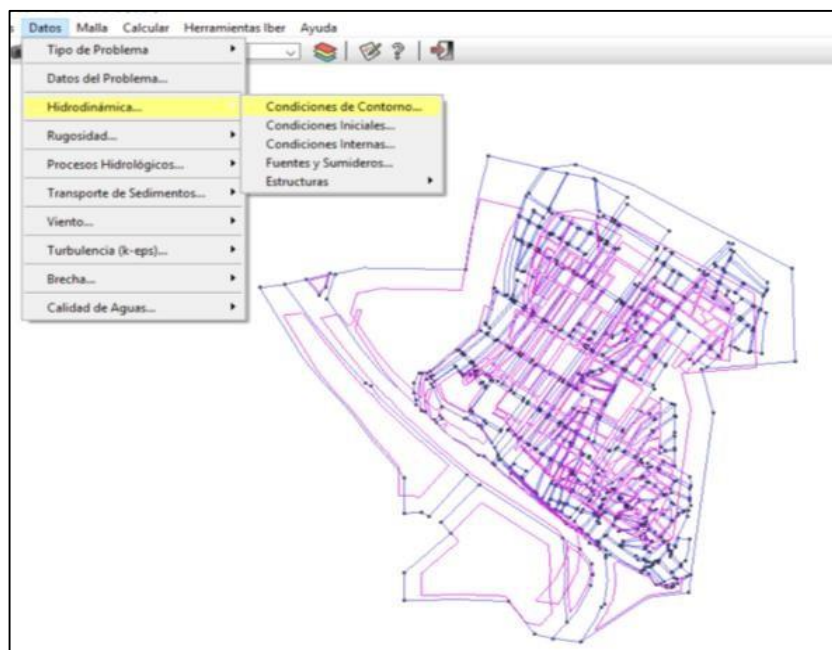 s Datos Malla Calcular Herramientas Iber Ayuda
Tipo de Problema
Datos del Problema...
Hidrodinámica...
Rugosidad...
Procesos Hidrológicos...
Transporte de Sedimentos...
Viento...
Turbulencia (k-eps)...
Brecha...
Calidad de Aguas...
Condiciones de Contorno...
Condiciones Iniciales...
Condiciones Internas...
Fuentes y Sumideros...
Estructuras